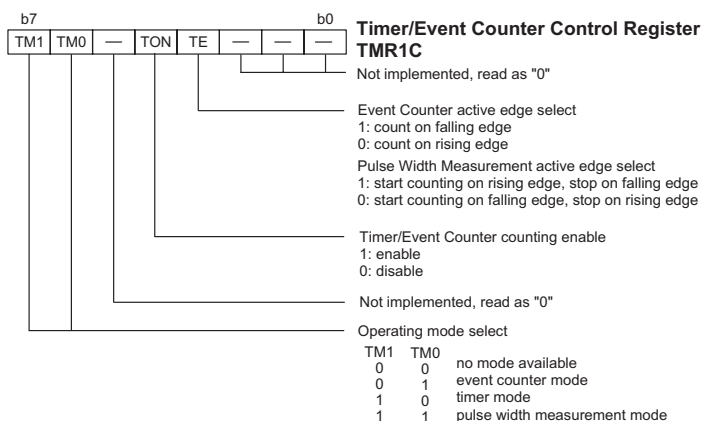 b7 b0
TM1 TM0 — TON TE — — —
Timer/Event Counter Control Register
TMR1C
Not implemented, read as "0"
Event Counter active edge select
1: count on falling edge
0: count on rising edge
Pulse Width Measurement active edge select
1: start counting on rising edge, stop on falling edge
0: start counting on falling edge, stop on rising edge
Timer/Event Counter counting enable
1: enable
0: disable
Not implemented, read as "0"
Operating mode select
TM1 TM0
0 0 no mode available
0 1 event counter mode
1 0 timer mode
1 1 pulse width measurement mode